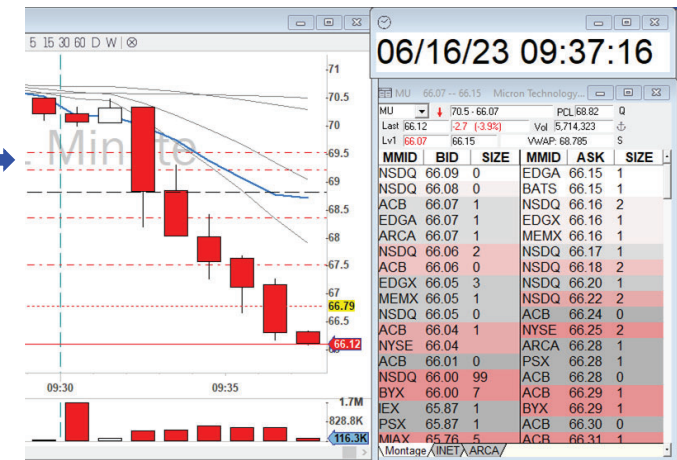 06/16/23 09:37:16
5 15 30 60 D W
Minute
71
70.5
70
69.5
69
68.5
68
67.5
67
66.79
66.5
66.12
09:30 09:35
1.7M
828.8K
116.3K
MU 66.07 -- 66.15 Micron Technology...
MU 70.5 - 66.07 PCL 68.82 Q
Last 66.12 -2.7 (-3.9%) Vol 5,714,323
Lv1 66.07 66.15 VWAP: 68.785 S
MMID BID SIZE MMID ASK SIZE
NSDQ 66.09 0 EDGA 66.15 1
NSDQ 66.08 0 BATS 66.15 1
ACB 66.07 1 NSDQ 66.16 2
EDGA 66.07 1 EDGX 66.16 1
ARCA 66.07 1 MEMX 66.16 1
NSDQ 66.06 2 NSDQ 66.17 1
ACB 66.06 0 NSDQ 66.18 2
EDGX 66.05 3 NSDQ 66.20 1
MEMX 66.05 1 NSDQ 66.22 2
NSDQ 66.05 0 ACB 66.24 0
ACB 66.04 1 NYSE 66.25 2
NYSE 66.04 ARCA 66.28 1
ACB 66.01 0 PSX 66.28 1
NSDQ 66.00 99 ACB 66.28 0
BYX 66.00 7 ACB 66.29 1
IEX 65.87 1 BYX 66.29 1
PSX 65.87 1 ACB 66.30 0
MIAX 65.76 5 ACB 66.31 1
Montage INET ARCA